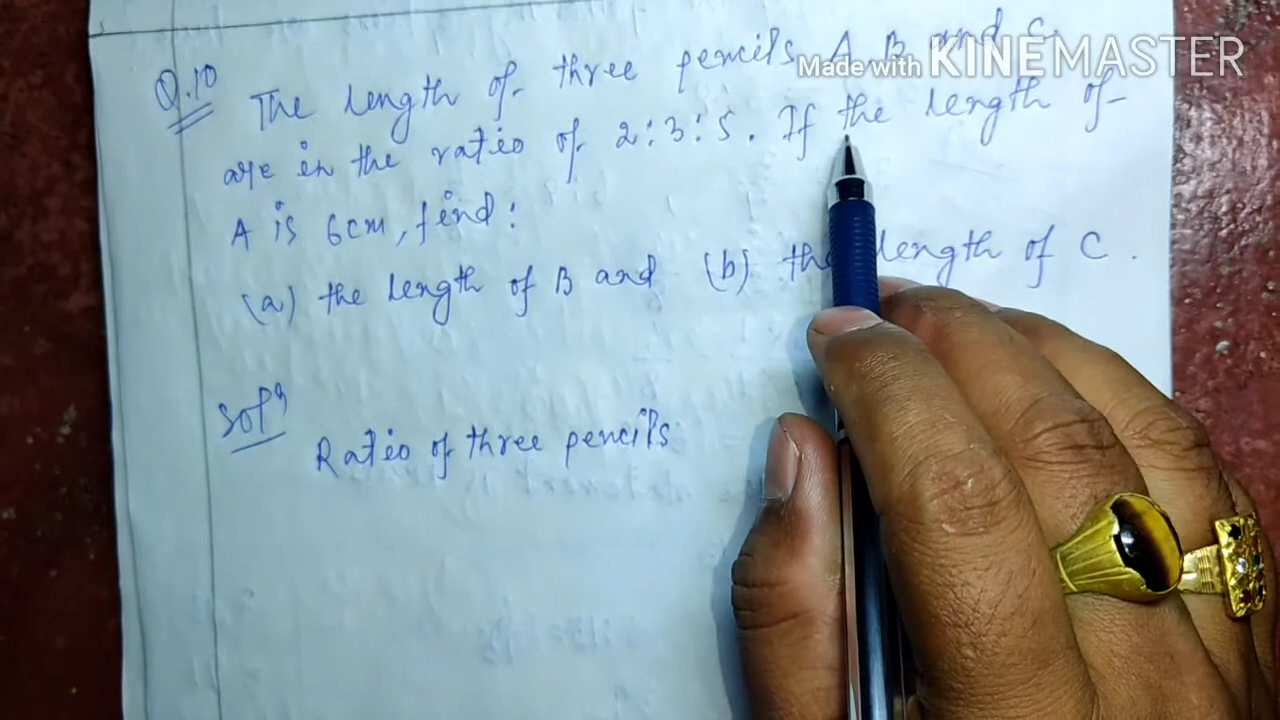 Made with KINEMASTER
Q.10 The length of three pencils A B and C
are in the ratio of 2:3:5. If the length of
A is 6cm, find:
(a) the length of B and (b) the length of C.
Solⁿ
Ratio of three pencils